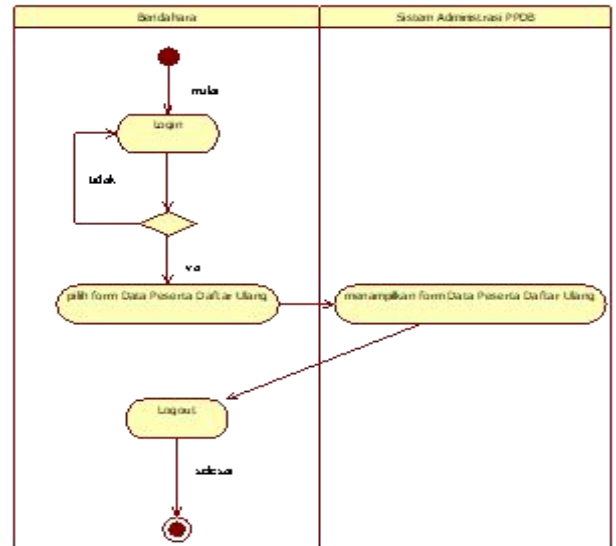 Bendahara
Sistem Administrasi PPDB
mulai
Login
tidak
ya
pilih form Data Peserta Daftar Ulang
menampilkan form Data Peserta Daftar Ulang
Logout
selesai